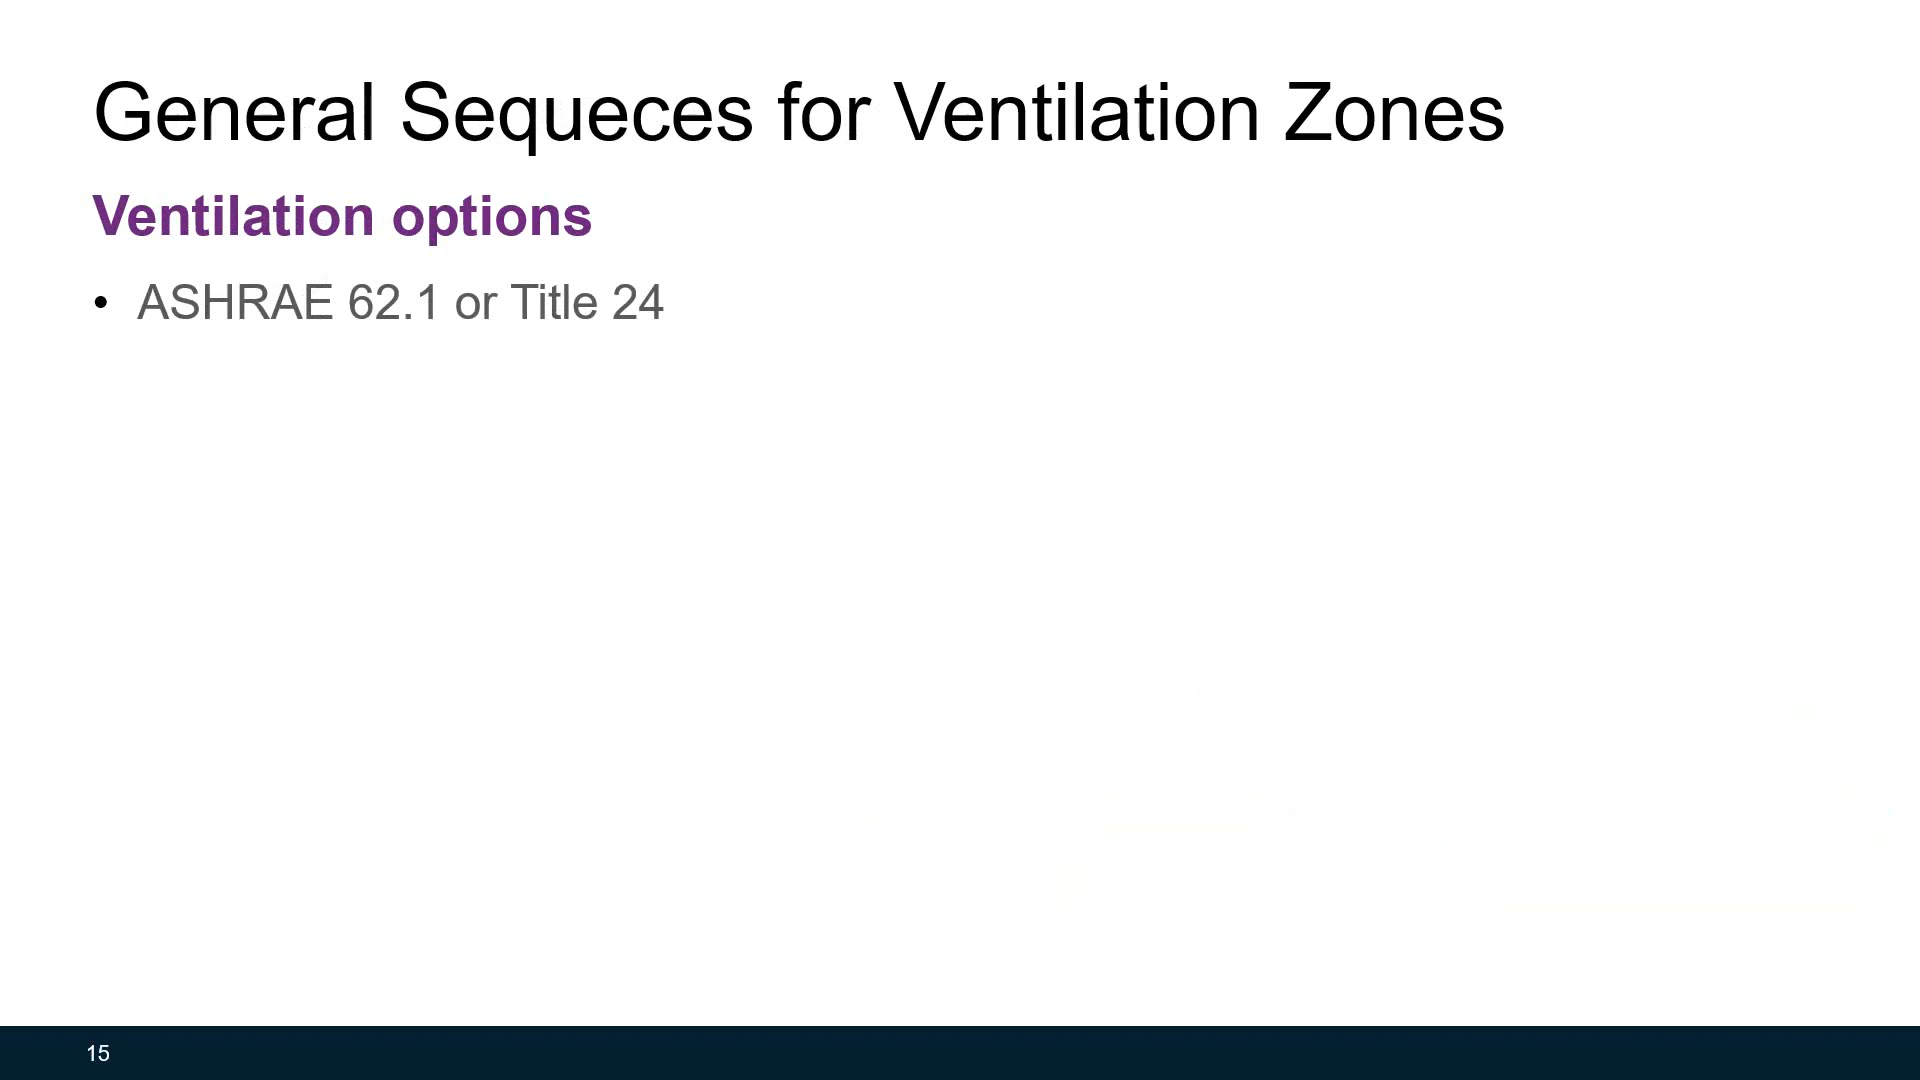 General Sequeces for Ventilation Zones
Ventilation options
• ASHRAE 62.1 or Title 24
15